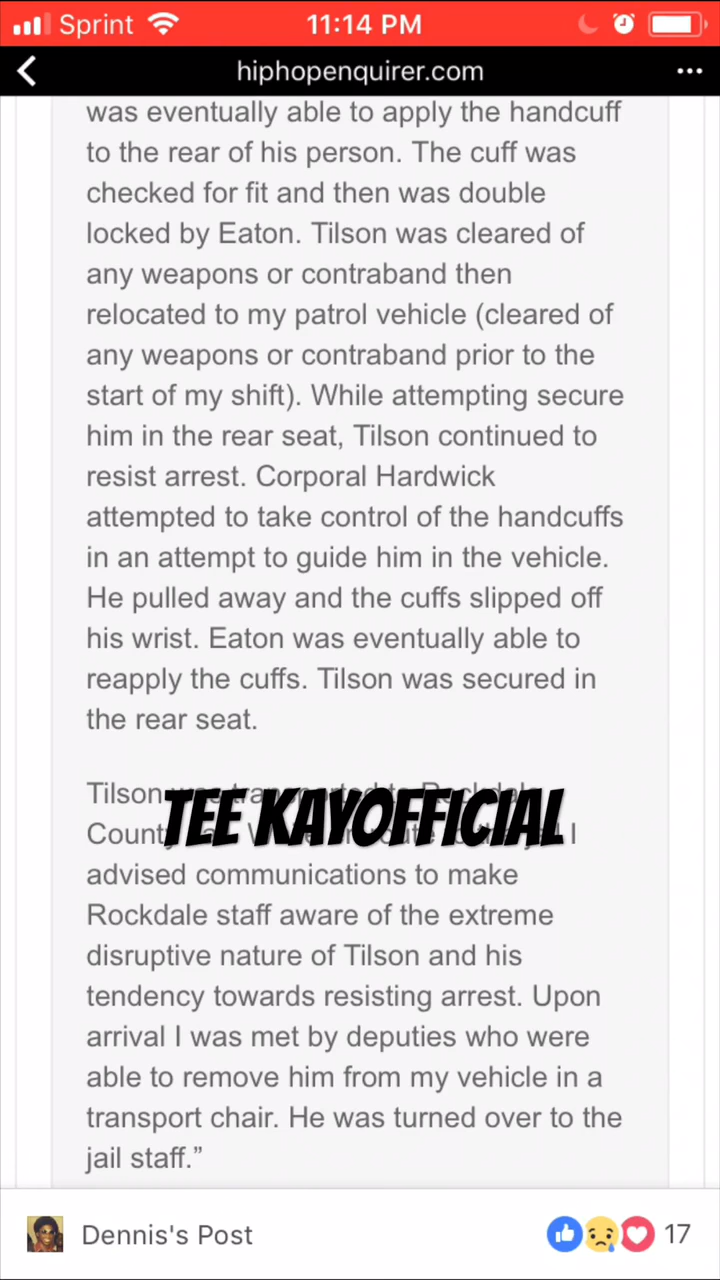 Sprint 11:14 PM
hiphopenquirer.com
was eventually able to apply the handcuff
to the rear of his person. The cuff was
checked for fit and then was double
locked by Eaton. Tilson was cleared of
any weapons or contraband then
relocated to my patrol vehicle (cleared of
any weapons or contraband prior to the
start of my shift). While attempting secure
him in the rear seat, Tilson continued to
resist arrest. Corporal Hardwick
attempted to take control of the handcuffs
in an attempt to guide him in the vehicle.
He pulled away and the cuffs slipped off
his wrist. Eaton was eventually able to
reapply the cuffs. Tilson was secured in
the rear seat.
Tilson was transported to Rockdale
TEE KAYOFFICIAL
County I
advised communications to make
Rockdale staff aware of the extreme
disruptive nature of Tilson and his
tendency towards resisting arrest. Upon
arrival I was met by deputies who were
able to remove him from my vehicle in a
transport chair. He was turned over to the
jail staff.”
Dennis's Post 17